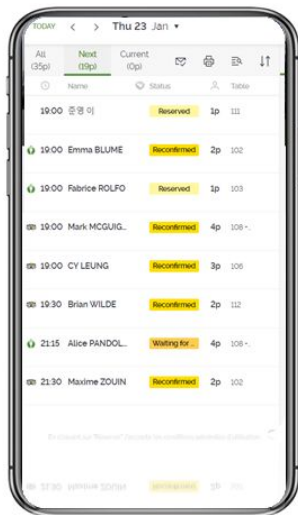 TODAY < > Thu 23 Jan
All Next Current
(35p) (19p) (0p)
Name Status Table
19:00 준영 이 Reserved 1p 111
19:00 Emma BLUME Reconfirmed 2p 102
19:00 Fabrice ROLFO Reserved 1p 103
19:00 Mark MCGUIG... Reconfirmed 4p 108 -.
19:00 CY LEUNG Reconfirmed 3p 106
19:30 Brian WILDE Reconfirmed 2p 112
21:15 Alice PANDOL... Waiting for ... 4p 108 -.
21:30 Maxime ZOUIN Reconfirmed 2p 102